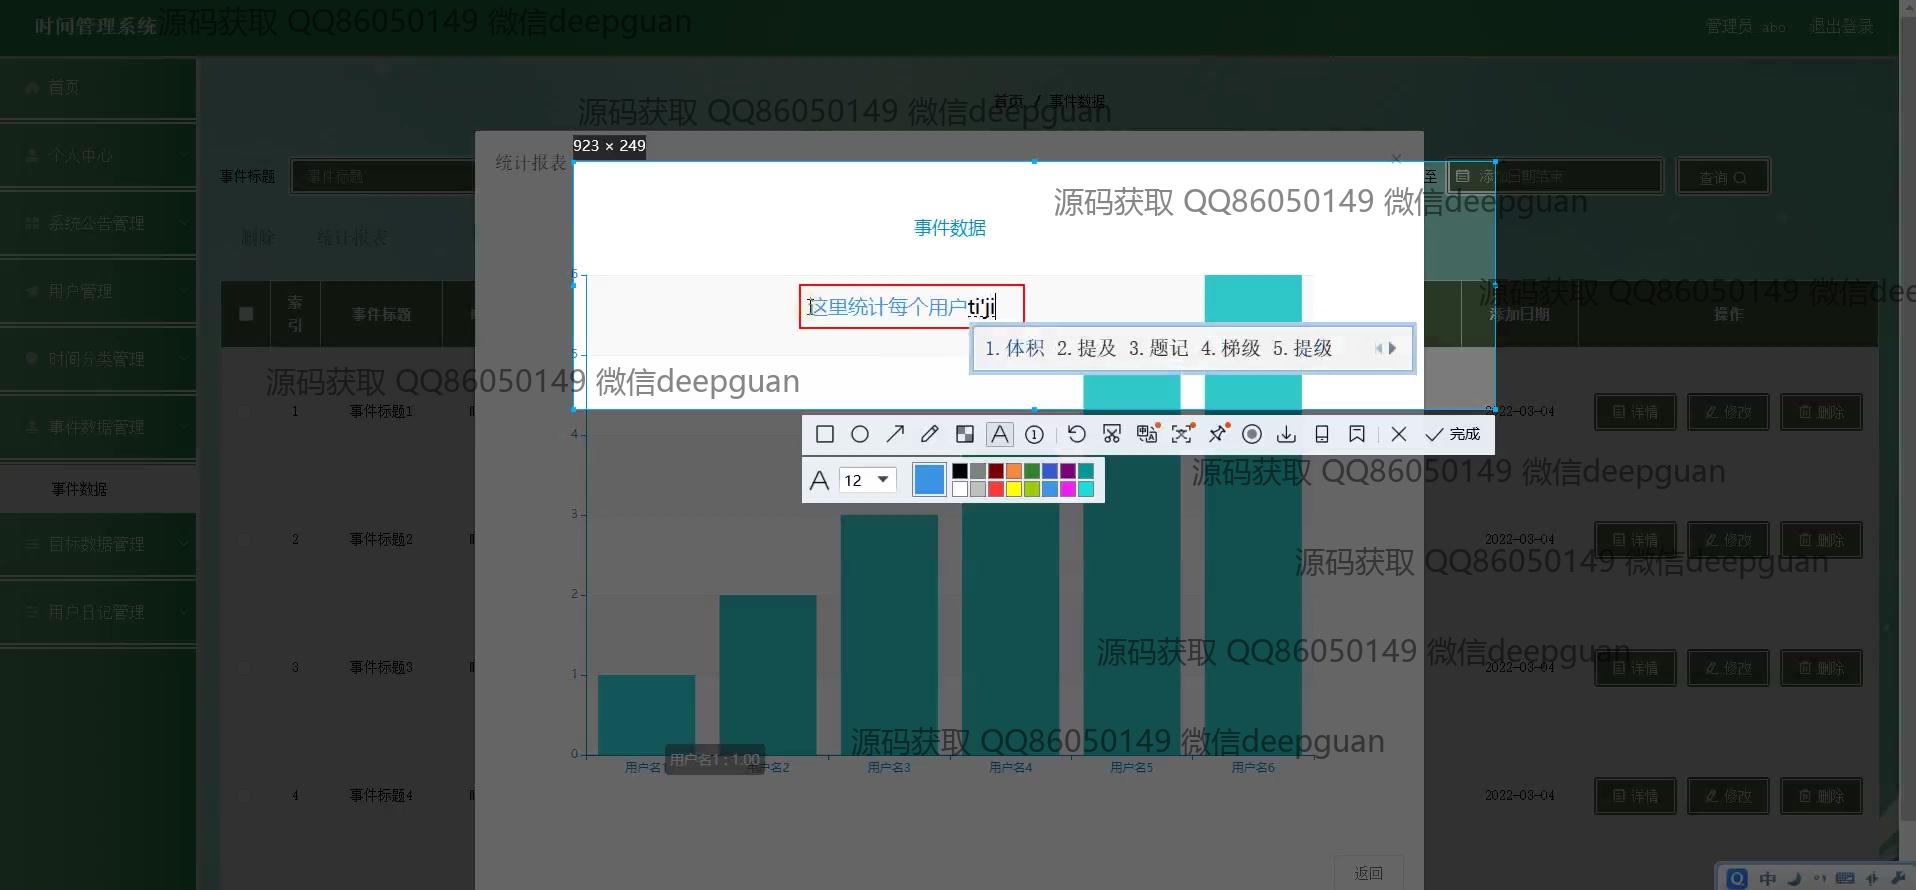 时间管理系统
源码获取 QQ86050149 微信deepguan
管理员 abo
退出登录
首页
个人中心
系统公告管理
用户管理
时间分类管理
事件数据管理
事件数据
目标数据管理
用户日记管理
源码获取 QQ86050149 微信deepguan
首页 / 事件数据
事件标题
事件标题
至
添加日期结束
查询
删除
统计报表
统计报表
923 × 249
源码获取 QQ86050149 微信deepguan
事件数据
这里统计每个用户ti'ji
1.体积 2.提及 3.题记 4.梯级 5.提级
源码获取 QQ86050149 微信deepguan
源码获取 QQ86050149 微信dee
索引
事件标题
添加日期
操作
1
事件标题1
2022-03-04
详情
修改
删除
完成
A
12
源码获取 QQ86050149 微信deepguan
2
事件标题2
2022-03-04
详情
修改
删除
源码获取 QQ86050149 微信deepguan
3
事件标题3
2022-03-04
详情
修改
删除
源码获取 QQ86050149 微信deepguan
源码获取 QQ86050149 微信deepguan
4
事件标题4
2022-03-04
详情
修改
删除
6
5
4
3
2
1
0
用户名1
用户名2
用户名3
用户名4
用户名5
用户名6
用户名1 : 1.00
返回
中